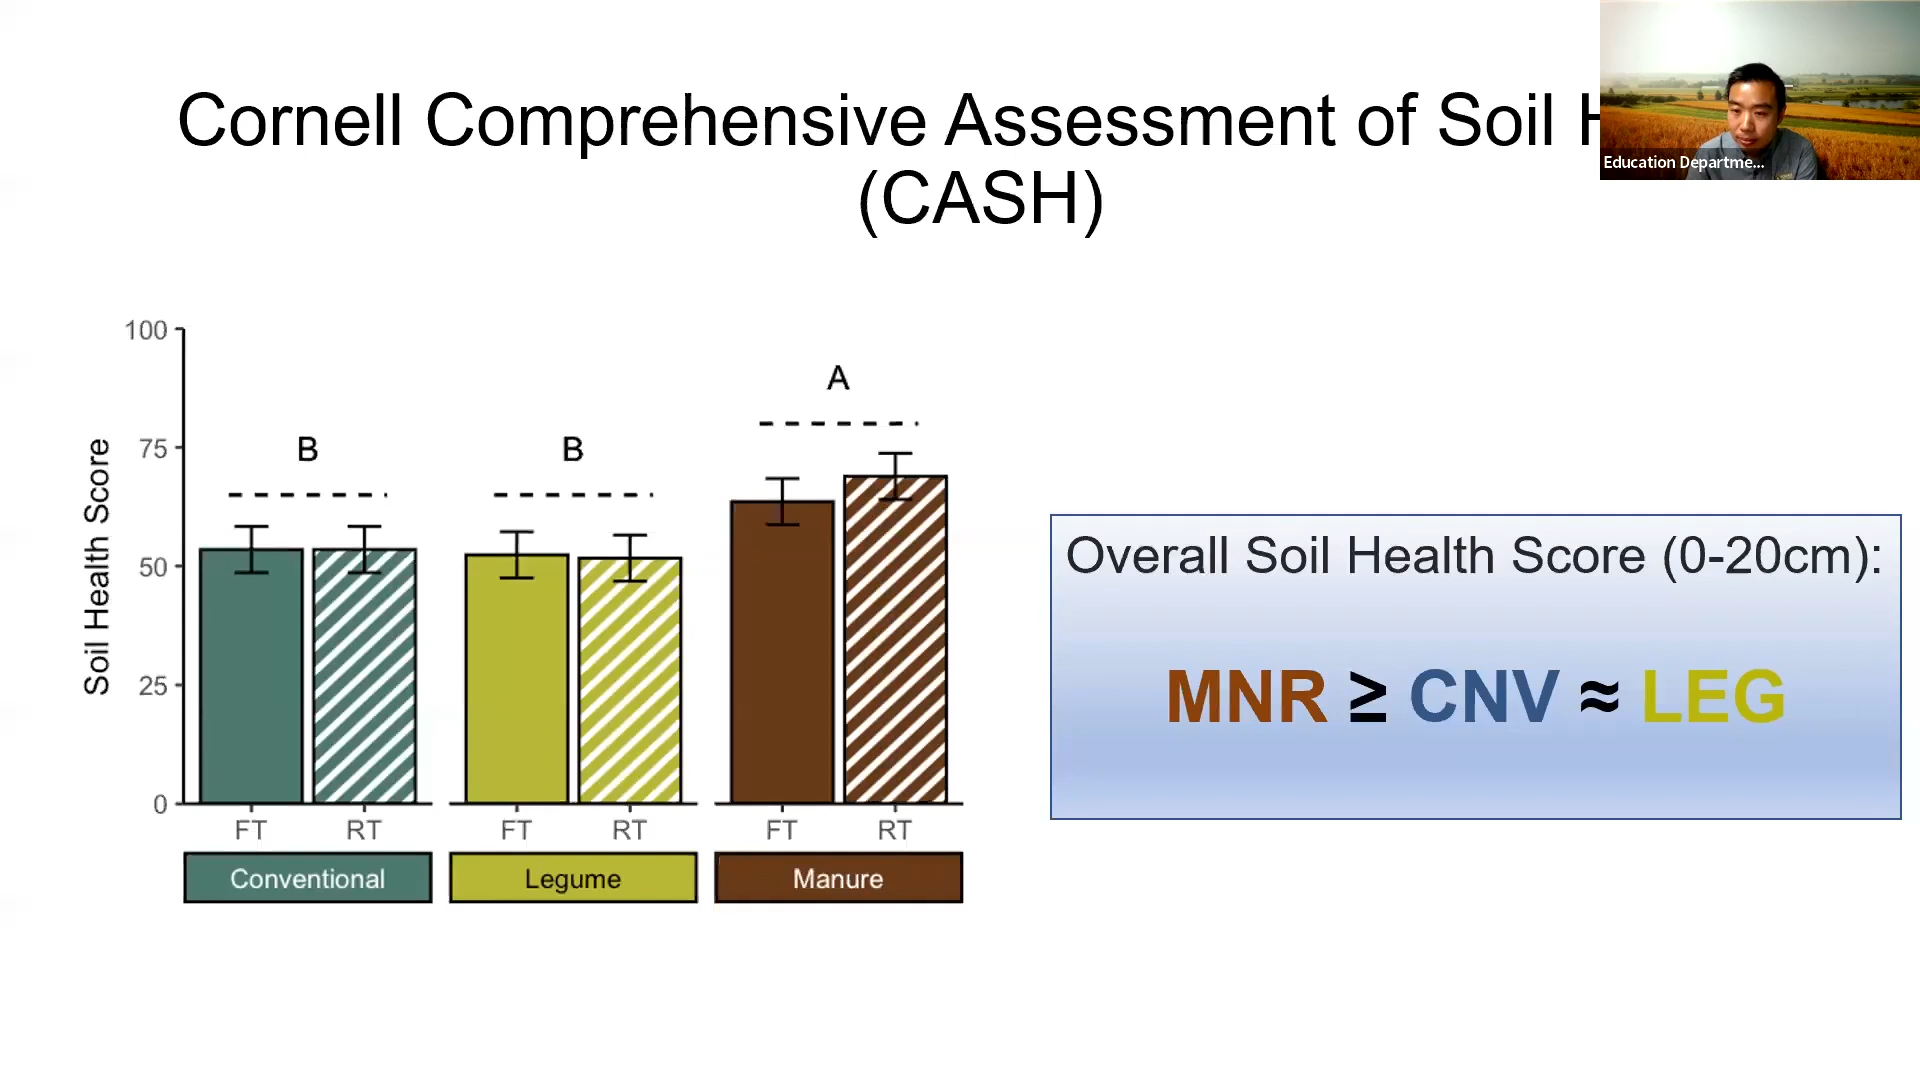 Cornell Comprehensive Assessment of Soil
(CASH)
Education Departme...
100
75
50
25
0
Soil Health Score
B
B
A
FT
RT
FT
RT
FT
RT
Conventional
Legume
Manure
Overall Soil Health Score (0-20cm):
MNR ≥ CNV ≈ LEG